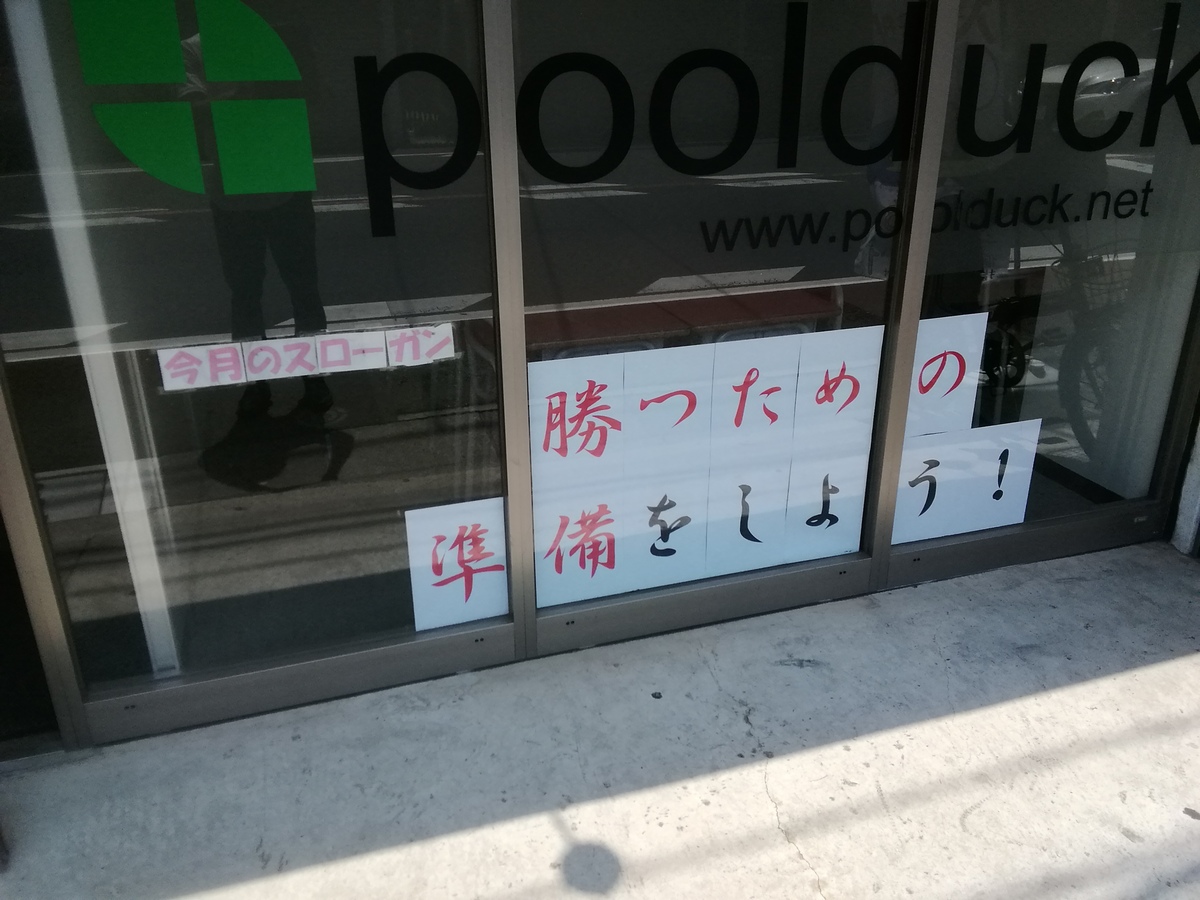 poolduck
www.poolduck.net
今月のスローガン
勝つための
準備をしよう!